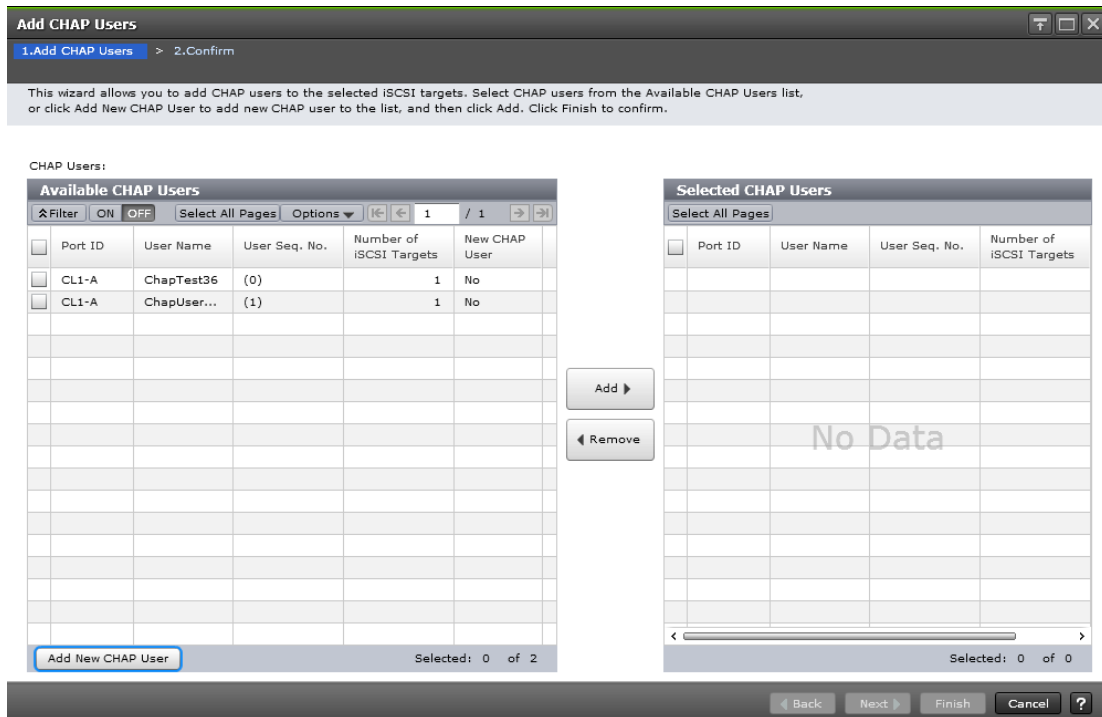 Add CHAP Users
1.Add CHAP Users > 2.Confirm
This wizard allows you to add CHAP users to the selected iSCSI targets. Select CHAP users from the Available CHAP Users list,
or click Add New CHAP User to add new CHAP user to the list, and then click Add. Click Finish to confirm.
CHAP Users:
Available CHAP Users
Filter ON OFF Select All Pages Options 1 / 1
Port ID User Name User Seq. No. Number of iSCSI Targets New CHAP User
CL1-A ChapTest36 (0) 1 No
CL1-A ChapUser... (1) 1 No
Add New CHAP User Selected: 0 of 2
Add
Remove
Selected CHAP Users
Select All Pages
Port ID User Name User Seq. No. Number of iSCSI Targets
No Data
Selected: 0 of 0
Back Next Finish Cancel ?